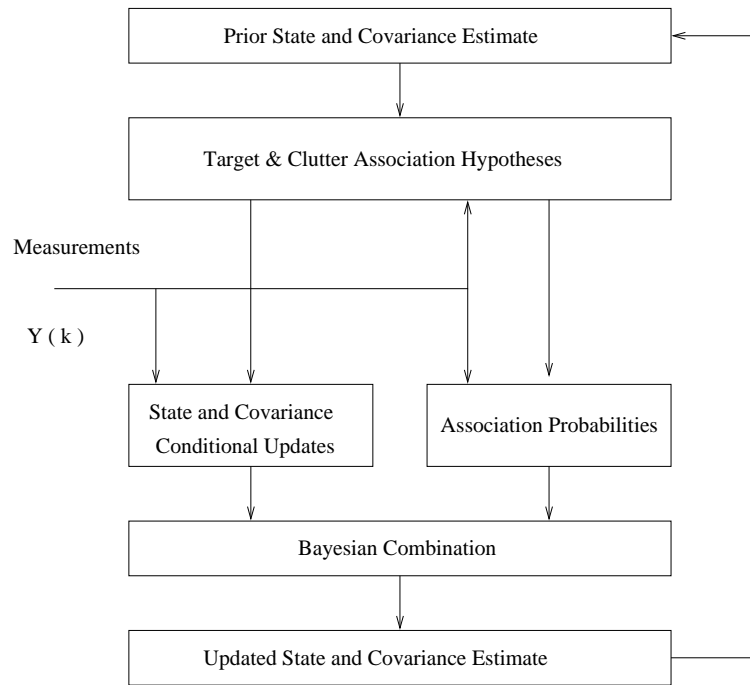 Prior State and Covariance Estimate
Target & Clutter Association Hypotheses
Measurements
Y ( k )
State and Covariance
Conditional Updates
Association Probabilities
Bayesian Combination
Updated State and Covariance Estimate